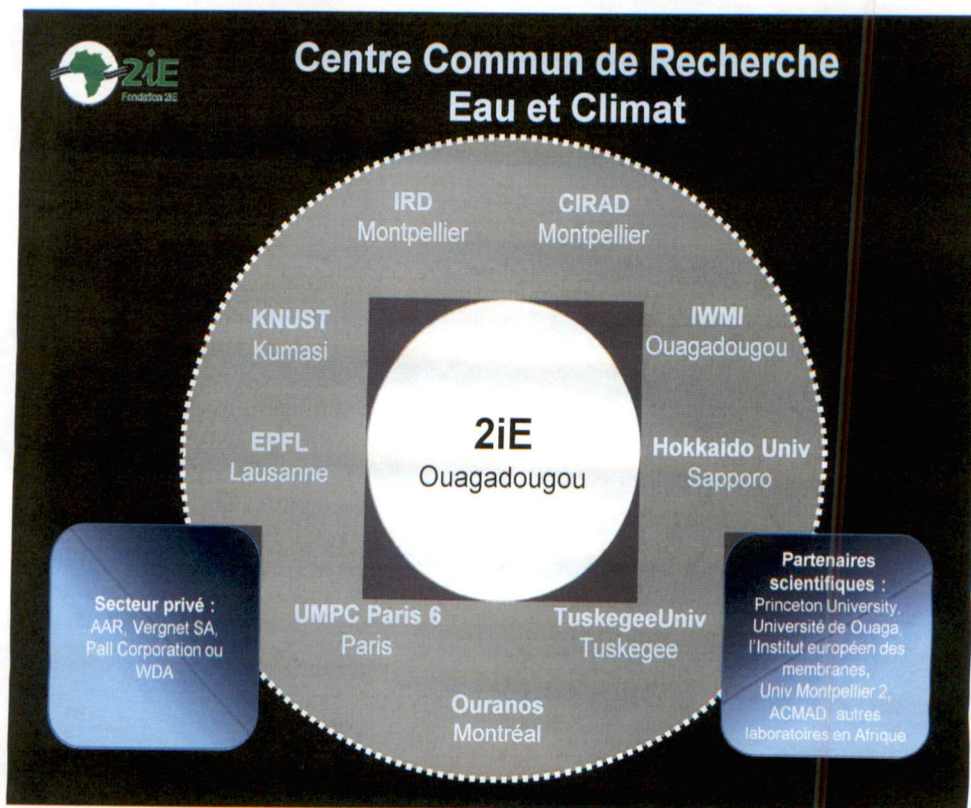 2iE
Fondation 2iE
Centre Commun de Recherche
Eau et Climat
IRD
Montpellier
CIRAD
Montpellier
KNUST
Kumasi
IWMI
Ouagadougou
2iE
Ouagadougou
EPFL
Lausanne
Hokkaido Univ
Sapporo
Secteur privé :
AAR, Vergnet SA,
Pall Corporation ou
WDA
UMPC Paris 6
Paris
TuskegeeUniv
Tuskegee
Ouranos
Montréal
Partenaires
scientifiques :
Princeton University,
Université de Ouaga,
l'Institut européen des
membranes,
Univ Montpellier 2,
ACMAD, autres
laboratoires en Afrique